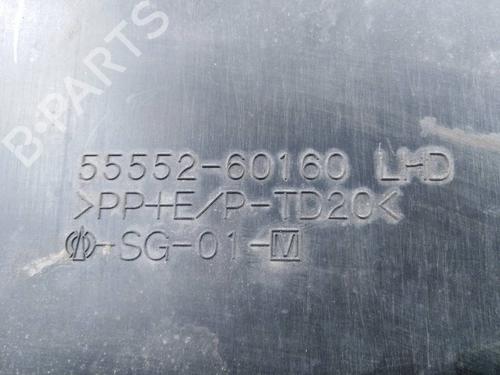 B-PARTS
55552-60160 LHD
>PP+E/P-TD20<
-SG-01-M